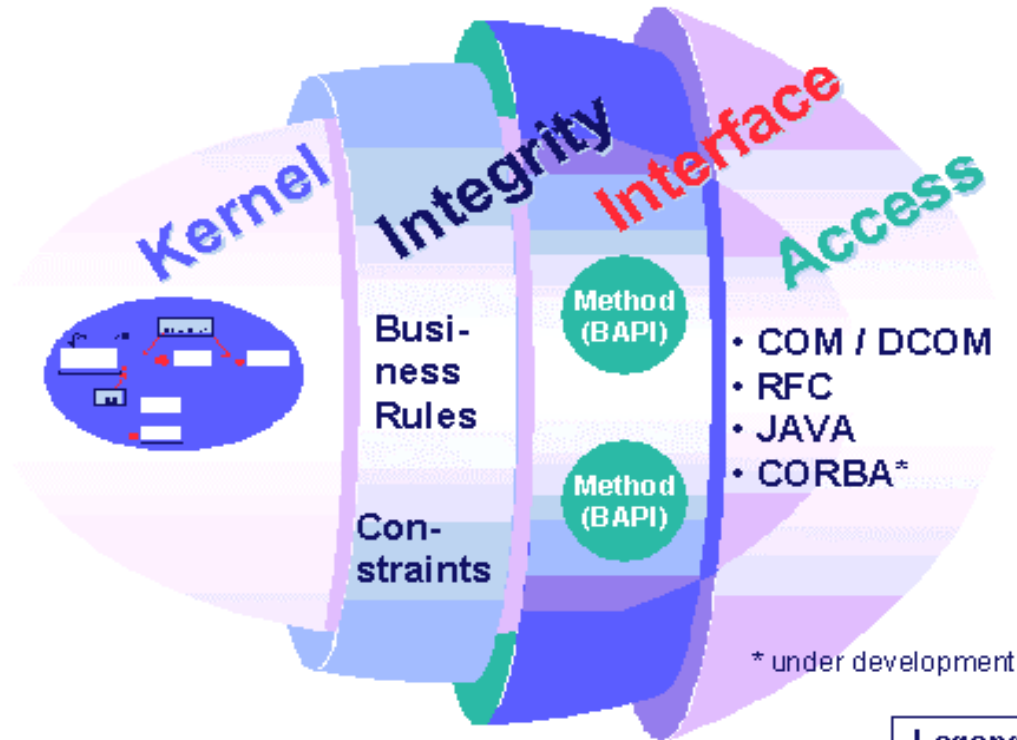 Kernel
Integrity
Interface
Access
Busi-
ness
Rules
Con-
straints
Method
(BAPI)
Method
(BAPI)
• COM / DCOM
• RFC
• JAVA
• CORBA*
* under development